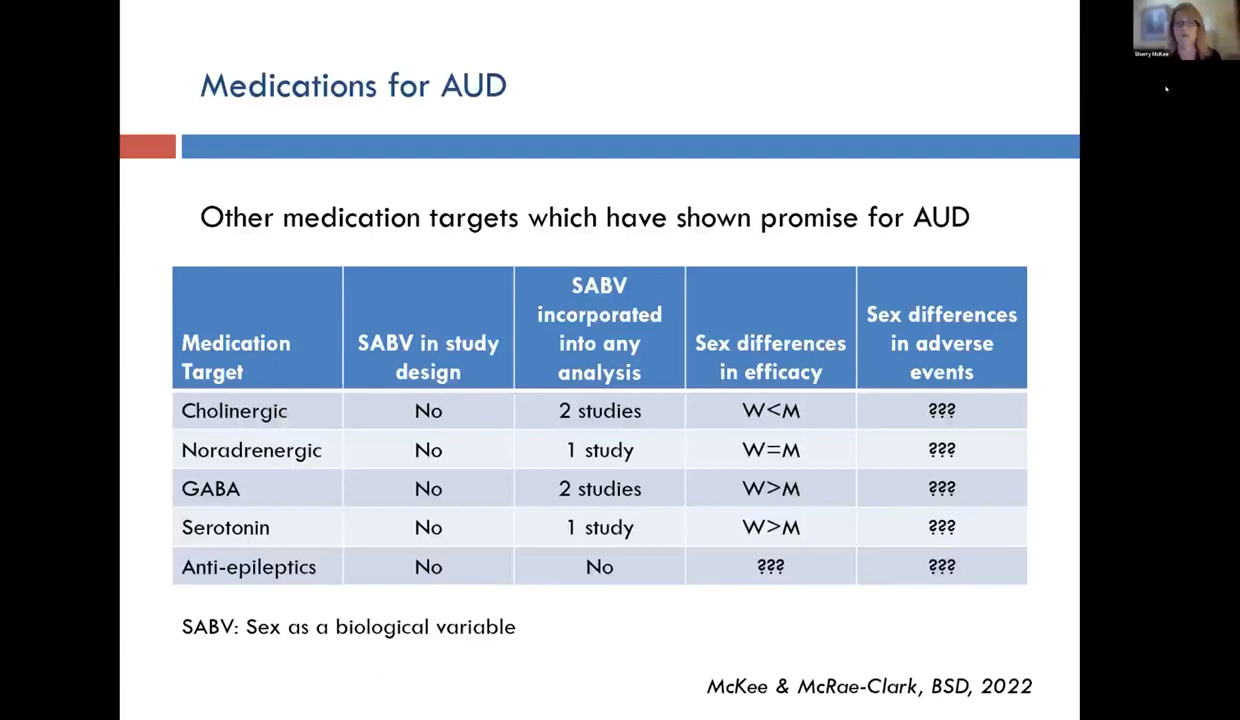 Sherry McKee
Medications for AUD
Other medication targets which have shown promise for AUD
Medication Target | SABV in study design | SABV incorporated into any analysis | Sex differences in efficacy | Sex differences in adverse events
Cholinergic | No | 2 studies | W<M | ???
Noradrenergic | No | 1 study | W=M | ???
GABA | No | 2 studies | W>M | ???
Serotonin | No | 1 study | W>M | ???
Anti-epileptics | No | No | ??? | ???
SABV: Sex as a biological variable
McKee & McRae-Clark, BSD, 2022